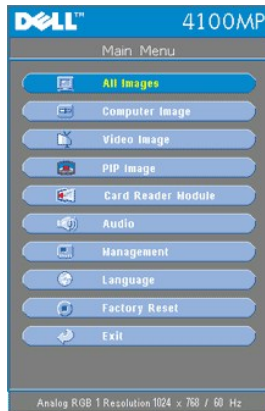 DELL™ 4100MP
Main Menu
All Images
Computer Image
Video Image
PIP Image
Card Reader Module
Audio
Management
Language
Factory Reset
Exit
Analog RGB 1 Resolution 1024 x 768 / 60 Hz